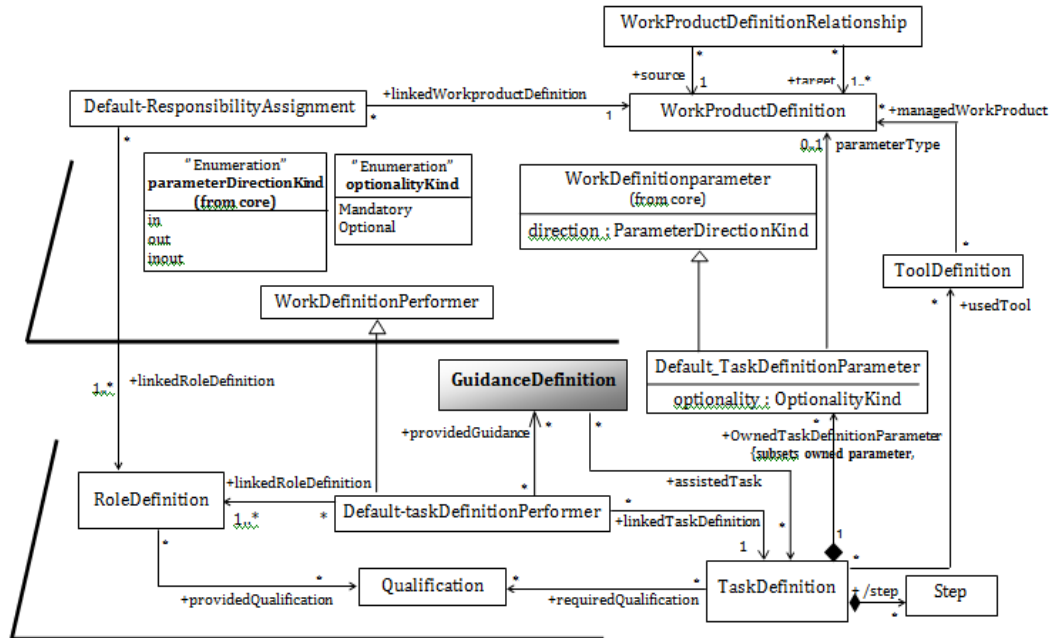 WorkProductDefinitionRelationship
*
*
+source
1
+target
1..*
Default-ResponsibilityAssignment
+linkedWorkproductDefinition
*
1
WorkProductDefinition
*
+managedWorkProduct
*
0..1
parameterType
"Enumeration"
parameterDirectionKind
(from core)
in
out
inout
"Enumeration"
optionalityKind
Mandatory
Optional
WorkDefinitionparameter
(from core)
direction : ParameterDirectionKind
*
ToolDefinition
*
+usedTool
WorkDefinitionPerformer
1..*
+linkedRoleDefinition
GuidanceDefinition
*
*
+providedGuidance
Default_TaskDefinitionParameter
optionality : OptionalityKind
*
+OwnedTaskDefinitionParameter
{subsets owned parameter,
+assistedTask
RoleDefinition
+linkedRoleDefinition
1..*
*
*
Default-taskDefinitionPerformer
*
+linkedTaskDefinition
1
*
1
*
*
*
+providedQualification
Qualification
*
*
+requiredQualification
TaskDefinition
+ /step
*
Step